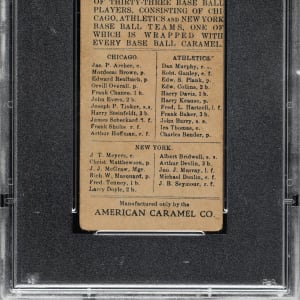 OF THIRTY-THREE BASE BALL
PLAYERS, CONSISTING OF CHI
CAGO, ATHLETICS AND NEW YORK
BASE BALL TEAMS, ONE OF
WHICH IS WRAPPED WITH
EVERY BASE BALL CARAMEL.
CHICAGO.
Jas. P. Archer, c.
Mordecai Brown, p.
Edward Reulbach, p.
Orvill Overall, p.
Frank Chance, 1 b.
John Evers, 2 b.
Joseph P. Tinker, s.s.
Harry Steinfeldt, 3 b.
James Scheckard, l. f.
Frank Shulte r. f.
Arthur Hoffman, c. f.
ATHLETICS
Dan Murphy, r.
Robt. Ganley, c. f.
Edw. S. Plank, p.
Edw. Collins, 2 b.
Harry Davis, 1 b.
Harry Krause, p.
Fred. L. Hartzell, l. f.
Frank Baker, 3 b.
John Barry, s. s.
Ira Thomas, c.
Charles Bender, p.
NEW YORK.
J. T. Meyers, c.
Christ. Matthewson, p.
J. J. McGraw, Mgr.
Rich W. Marquard, p.
Fred. Tenney, 1 b.
Larry Doyle, 2 b.
Albert Bridwell, s. s.
Arthur Devlin, 3 b.
Jno. J. Murray, l. f.
Michael Donlin, c. f.
J. B. Seymour, c. f.
Manufactured only by the
AMERICAN CARAMEL CO.